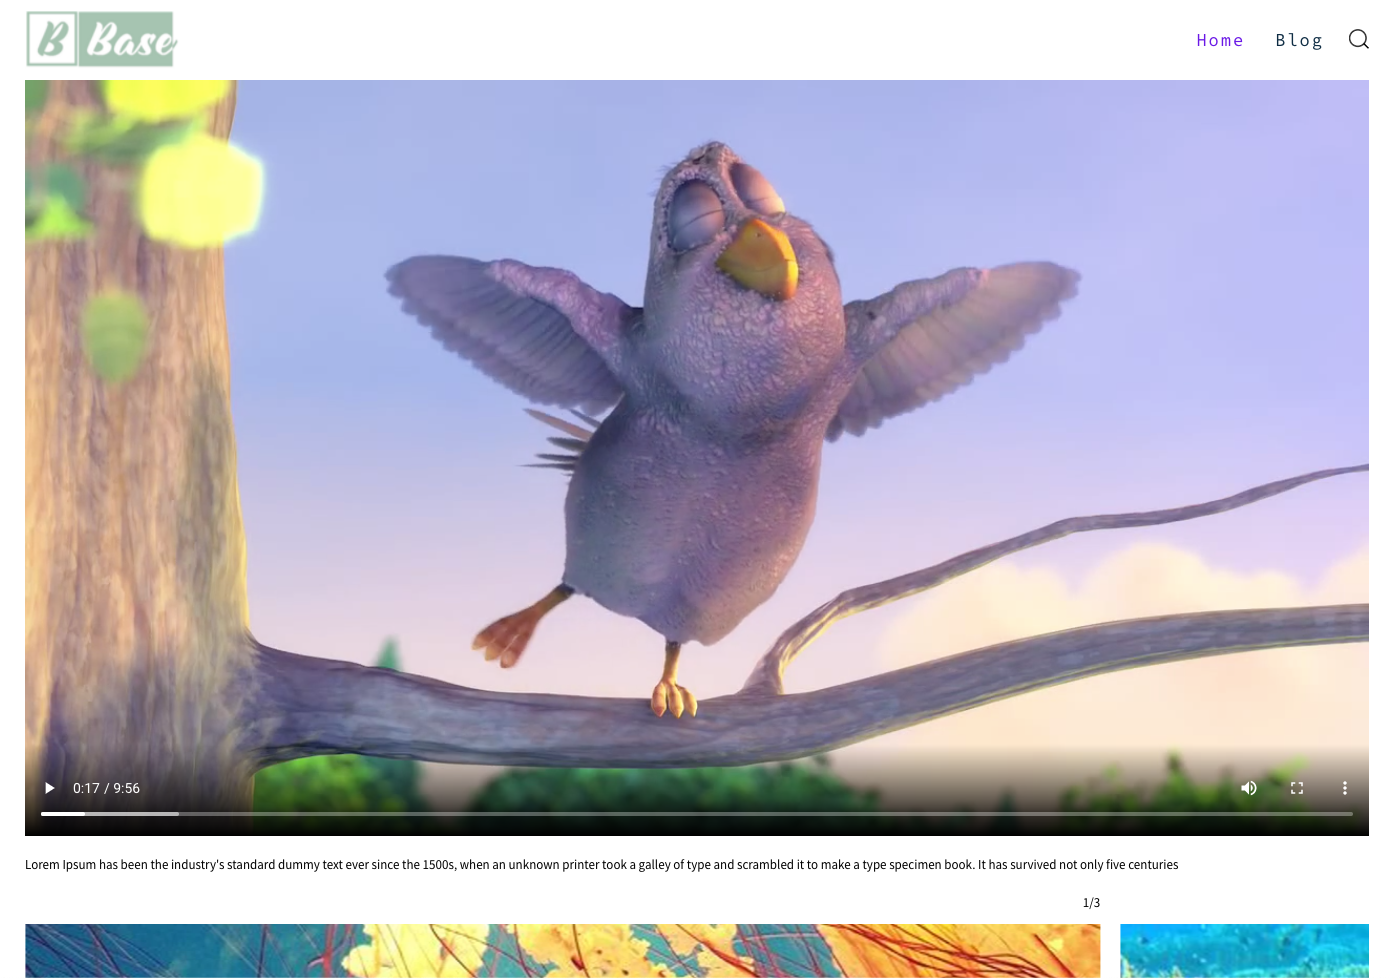 B Base
Home Blog
0:17 / 9:56
Lorem Ipsum has been the industry's standard dummy text ever since the 1500s, when an unknown printer took a galley of type and scrambled it to make a type specimen book. It has survived not only five centuries
1/3